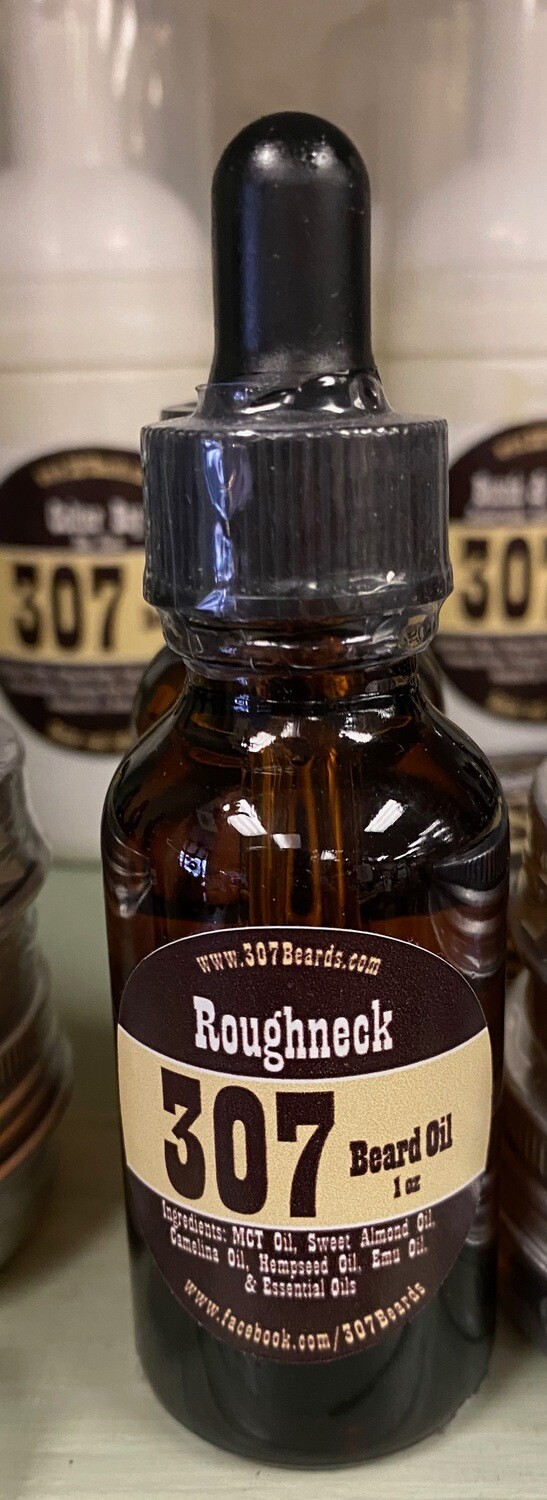 www.307Beards.com
Roughneck
307
Beard Oil
1 oz
Ingredients: MCT Oil, Sweet Almond Oil,
Camelina Oil, Hempseed Oil, Emu Oil,
& Essential Oils
www.facebook.com/307Beards
307
307